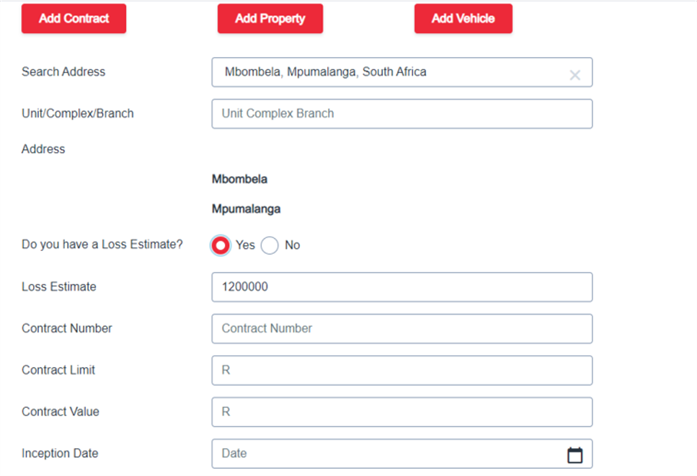 Add Contract Add Property Add Vehicle
Search Address Mbombela, Mpumalanga, South Africa
Unit/Complex/Branch Unit Complex Branch
Address
Mbombela
Mpumalanga
Do you have a Loss Estimate? Yes No
Loss Estimate 1200000
Contract Number Contract Number
Contract Limit R
Contract Value R
Inception Date Date